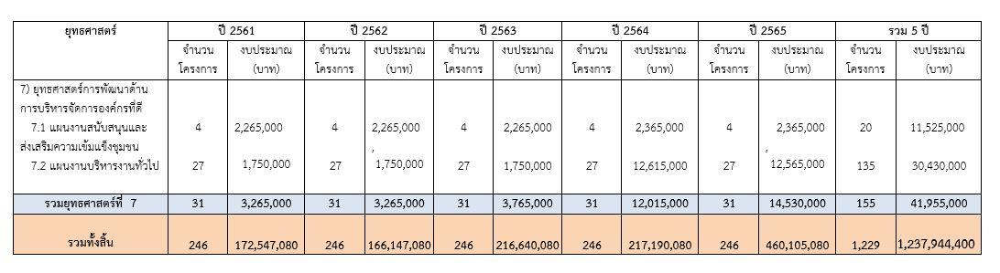 ยุทธศาสตร์ ปี 2561 ปี 2562 ปี 2563 ปี 2564 ปี 2565 รวม 5 ปี
จำนวน งบประมาณ จำนวน งบประมาณ จำนวน งบประมาณ จำนวน งบประมาณ จำนวน งบประมาณ จำนวน งบประมาณ
โครงการ (บาท) โครงการ (บาท) โครงการ (บาท) โครงการ (บาท) โครงการ (บาท) โครงการ (บาท)
7) ยุทธศาสตร์การพัฒนาด้าน
การบริหารจัดการองค์กรที่ดี
7.1 แผนงานสนับสนุนและ 4 2,265,000 4 2,265,000 4 2,265,000 4 2,365,000 4 2,365,000 20 11,525,000
ส่งเสริมความเข้มแข็งชุมชน , ,
7.2 แผนงานบริหารงานทั่วไป 27 1,750,000 27 1,750,000 27 1,750,000 27 12,615,000 27 12,565,000 135 30,430,000
รวมยุทธศาสตร์ที่ 7 31 3,265,000 31 3,265,000 31 3,765,000 31 12,015,000 31 14,530,000 155 41,955,000
รวมทั้งสิ้น 246 172,547,080 246 166,147,080 246 216,640,080 246 217,190,080 246 460,105,080 1,229 1,237,944,400